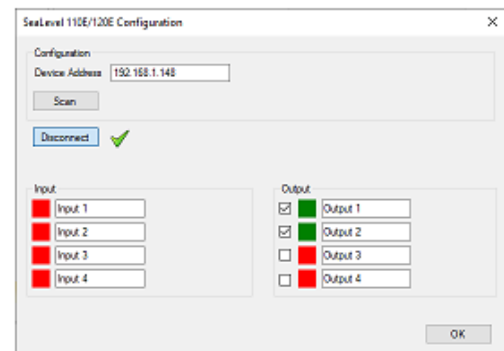 SeaLevel 110E/120E Configuration
Configuration
Device Address 192.168.1.148
Scan
Disconnect
Input
Input 1
Input 2
Input 3
Input 4
Output
Output 1
Output 2
Output 3
Output 4
OK